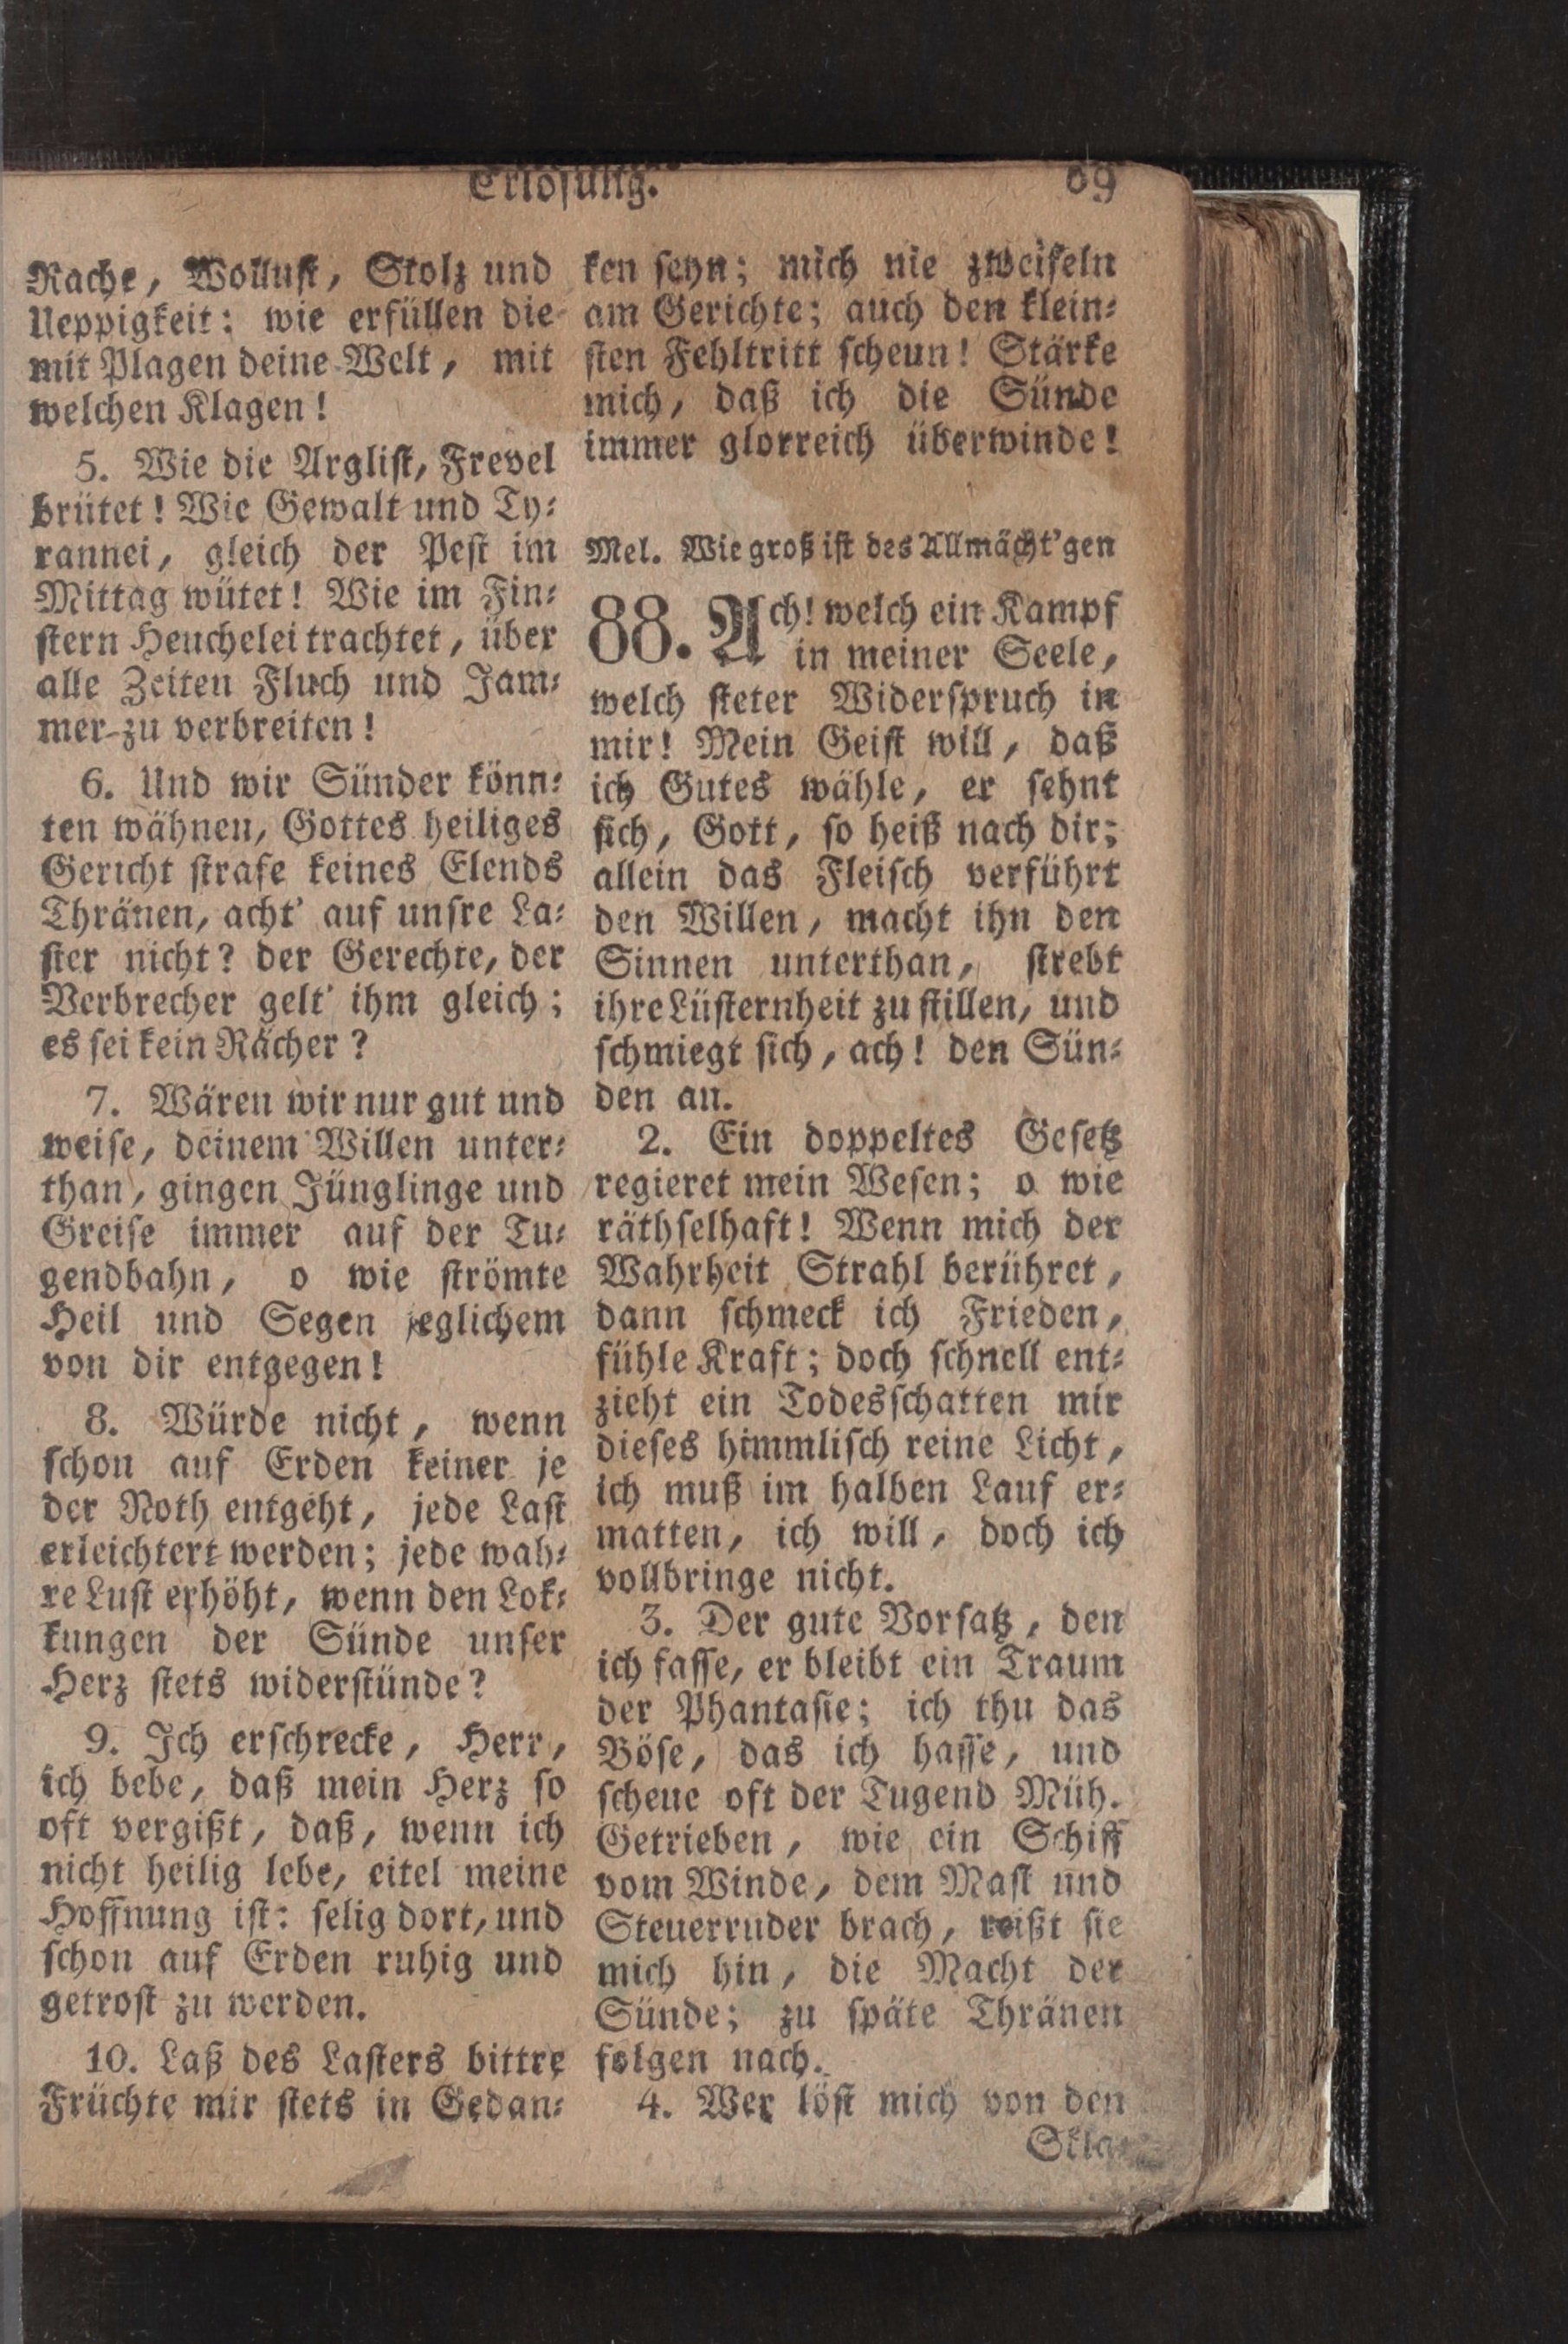 Erlösung.
69
Rache, Wollust, Stolz und
Ueppigkeit: wie erfüllen die
mit Plagen deine Welt, mit
welchen Klagen!
5. Wie die Arglist, Frevel
brütet! Wie Gewalt und Ty-
rannei, gleich der Pest im
Mittag wütet! Wie im Fin-
stern Heuchelei trachtet, über
alle Zeiten Fluch und Jam-
mer zu verbreiten!
6. Und wir Sünder könn-
ten wähnen, Gottes heiliges
Gericht strafe keines Elends
Thränen, acht' auf unsre La-
ster nicht? der Gerechte, der
Verbrecher gelt' ihm gleich;
es sei kein Rächer?
7. Wären wir nur gut und
weise, deinem Willen unter-
than, gingen Jünglinge und
Greise immer auf der Tu-
gendbahn, o wie strömte
Heil und Segen jeglichem
von dir entgegen!
8. Würde nicht, wenn
schon auf Erden keiner je
der Noth entgeht, jede Last
erleichtert werden; jede wah-
re Lust erhöht, wenn den Lok-
kungen der Sünde unser
Herz stets widerstünde?
9. Ich erschrecke, Herr,
ich bebe, daß mein Herz so
oft vergißt, daß, wenn ich
nicht heilig lebe, eitel meine
Hoffnung ist: selig dort, und
schon auf Erden ruhig und
getrost zu werden.
10. Laß des Lasters bittre
Früchte mir stets in Gedan-
ken seyn; mich nie zweifeln
am Gerichte; auch den klein-
sten Fehltritt scheun! Stärke
mich, daß ich die Sünde
immer glorreich überwinde!
Mel. Wie groß ist des Allmächt'gen
88. Ach! welch ein Kampf
in meiner Seele,
welch steter Widerspruch in
mir! Mein Geist will, daß
ich Gutes wähle, er sehnt
sich, Gott, so heiß nach dir;
allein das Fleisch verführt
den Willen, macht ihn den
Sinnen unterthan, strebt
ihre Lüsternheit zu stillen, und
schmiegt sich, ach! den Sün-
den an.
2. Ein doppeltes Gesetz
regieret mein Wesen; o wie
räthselhaft! Wenn mich der
Wahrheit Strahl berühret,
dann schmeck ich Frieden,
fühle Kraft; doch schnell ent-
zieht ein Todesschatten mir
dieses himmlisch reine Licht,
ich muß im halben Lauf er-
matten, ich will, doch ich
vollbringe nicht.
3. Der gute Vorsatz, den
ich fasse, er bleibt ein Traum
der Phantasie; ich thu das
Böse, das ich hasse, und
scheue oft der Tugend Müh.
Getrieben, wie ein Schiff
vom Winde, dem Mast und
Steuerruder brach, reißt sie
mich hin, die Macht der
Sünde; zu späte Thränen
folgen nach.
4. Wer löst mich von den
Skla-